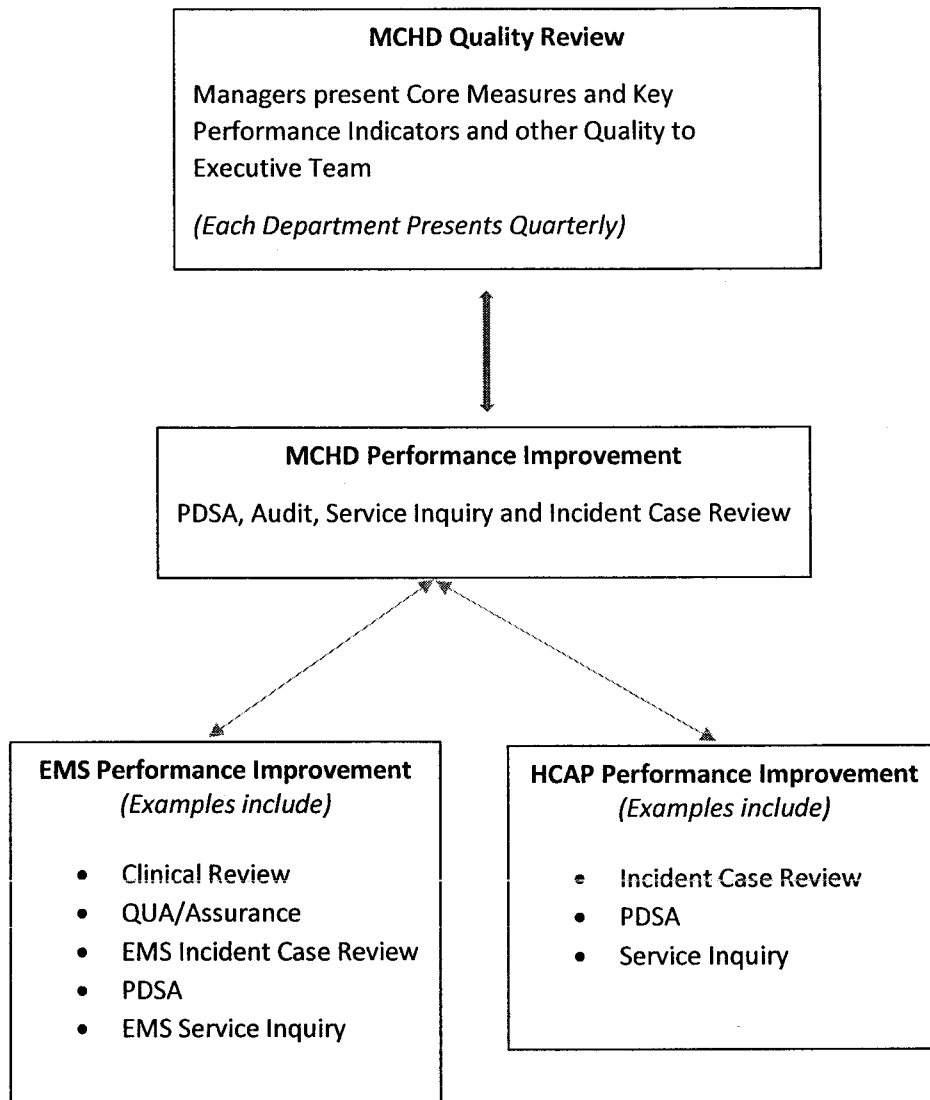 MCHD Quality Review
Managers present Core Measures and Key
Performance Indicators and other Quality to
Executive Team
(Each Department Presents Quarterly)
MCHD Performance Improvement
PDSA, Audit, Service Inquiry and Incident Case Review
EMS Performance Improvement
(Examples include)
• Clinical Review
• QUA/Assurance
• EMS Incident Case Review
• PDSA
• EMS Service Inquiry
HCAP Performance Improvement
(Examples include)
• Incident Case Review
• PDSA
• Service Inquiry